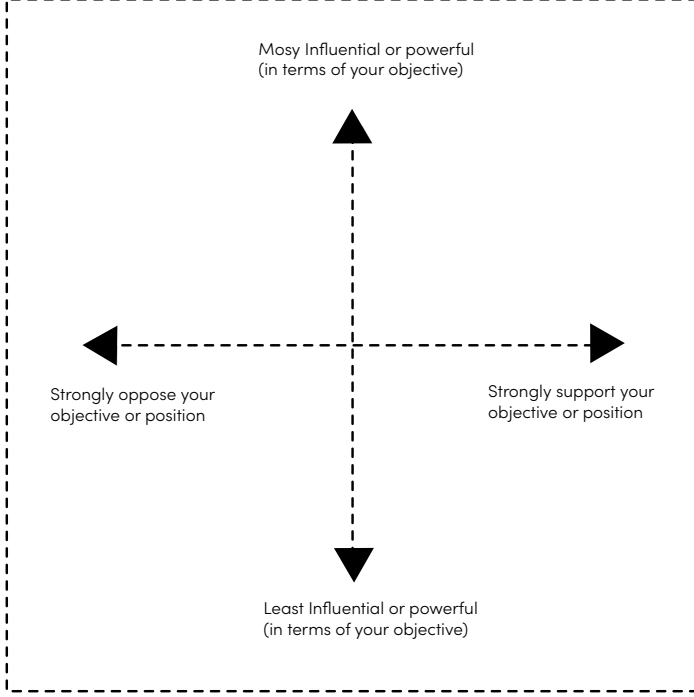 Mosy Influential or powerful
(in terms of your objective)
Strongly oppose your
objective or position
Strongly support your
objective or position
Least Influential or powerful
(in terms of your objective)